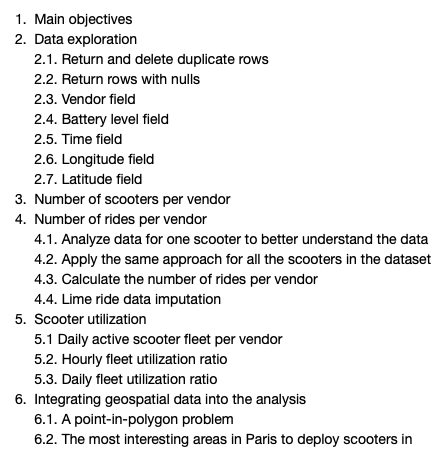 1. Main objectives
2. Data exploration
2.1. Return and delete duplicate rows
2.2. Return rows with nulls
2.3. Vendor field
2.4. Battery level field
2.5. Time field
2.6. Longitude field
2.7. Latitude field
3. Number of scooters per vendor
4. Number of rides per vendor
4.1. Analyze data for one scooter to better understand the data
4.2. Apply the same approach for all the scooters in the dataset
4.3. Calculate the number of rides per vendor
4.4. Lime ride data imputation
5. Scooter utilization
5.1 Daily active scooter fleet per vendor
5.2. Hourly fleet utilization ratio
5.3. Daily fleet utilization ratio
6. Integrating geospatial data into the analysis
6.1. A point-in-polygon problem
6.2. The most interesting areas in Paris to deploy scooters in